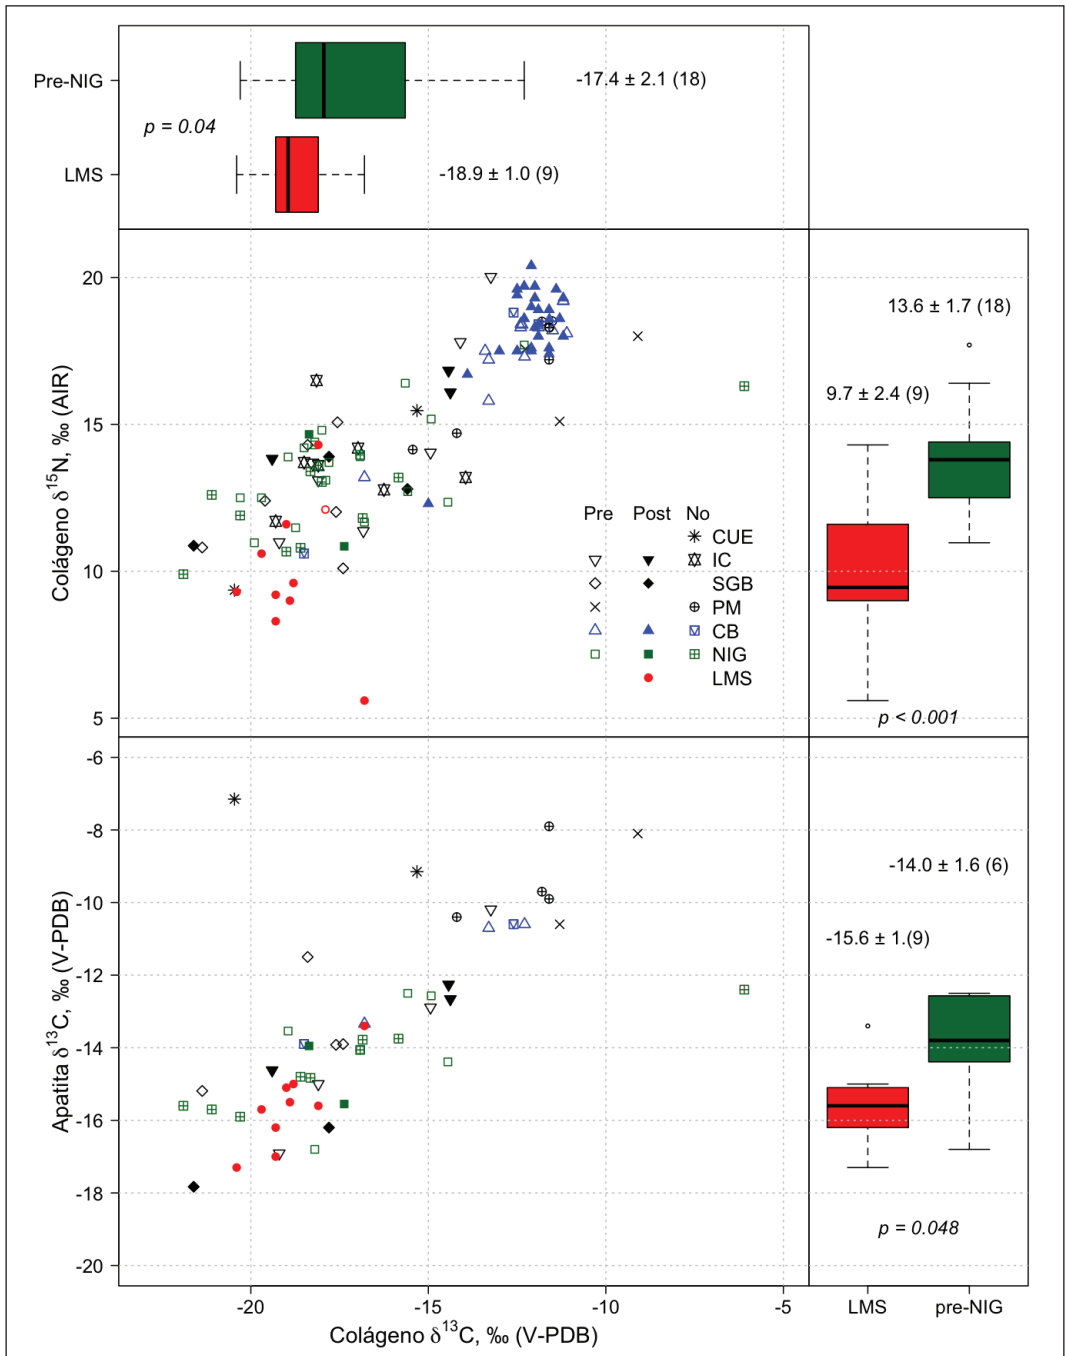 Pre-NIG
-17.4 ± 2.1 (18)
p = 0.04
LMS
-18.9 ± 1.0 (9)
Colágeno δ15N, ‰ (AIR)
20
15
10
5
Pre Post No
CUE
IC
SGB
PM
CB
NIG
LMS
13.6 ± 1.7 (18)
9.7 ± 2.4 (9)
p < 0.001
Apatita δ13C, ‰ (V-PDB)
-6
-8
-10
-12
-14
-16
-18
-20
-14.0 ± 1.6 (6)
-15.6 ± 1.(9)
p = 0.048
-20 -15 -10 -5
LMS pre-NIG
Colágeno δ13C, ‰ (V-PDB)